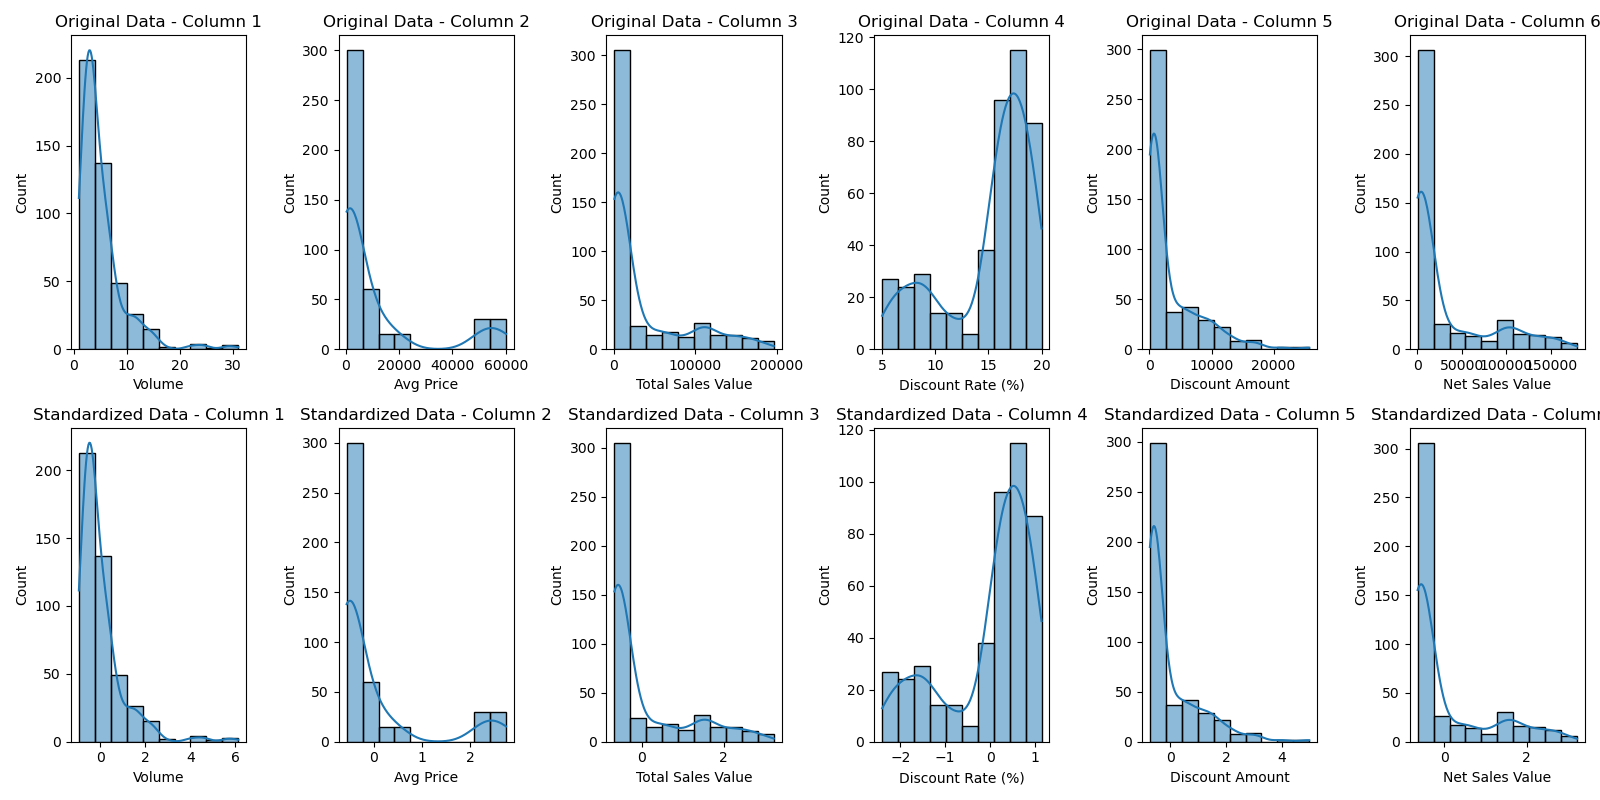 Original Data - Column 1
Original Data - Column 2
Original Data - Column 3
Original Data - Column 4
Original Data - Column 5
Original Data - Column 6
Count
200
150
100
50
0
0 10 20 30
Volume
Count
300
250
200
150
100
50
0
0 20000 40000 60000
Avg Price
Count
300
250
200
150
100
50
0
0 100000 200000
Total Sales Value
Count
120
100
80
60
40
20
0
5 10 15 20
Discount Rate (%)
Count
300
250
200
150
100
50
0
0 10000 20000
Discount Amount
Count
300
250
200
150
100
50
0
0 50000 100000 150000
Net Sales Value
Standardized Data - Column 1
Standardized Data - Column 2
Standardized Data - Column 3
Standardized Data - Column 4
Standardized Data - Column 5
Standardized Data - Column
Count
200
150
100
50
0
0 2 4 6
Volume
Count
300
250
200
150
100
50
0
0 1 2
Avg Price
Count
300
250
200
150
100
50
0
0 2
Total Sales Value
Count
120
100
80
60
40
20
0
−2 −1 0 1
Discount Rate (%)
Count
300
250
200
150
100
50
0
0 2 4
Discount Amount
Count
300
250
200
150
100
50
0
0 2
Net Sales Value